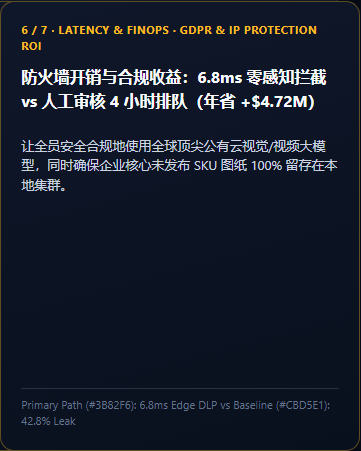 6 / 7 · LATENCY & FINOPS · GDPR & IP PROTECTION
ROI
防火墙开销与合规收益：6.8ms 零感知拦截
vs 人工审核 4 小时排队（年省 +$4.72M）
让全员安全合规地使用全球顶尖公有云视觉/视频大模
型，同时确保企业核心未发布 SKU 图纸 100% 留存在本
地集群。
Primary Path (#3B82F6): 6.8ms Edge DLP vs Baseline (#CBD5E1):
42.8% Leak